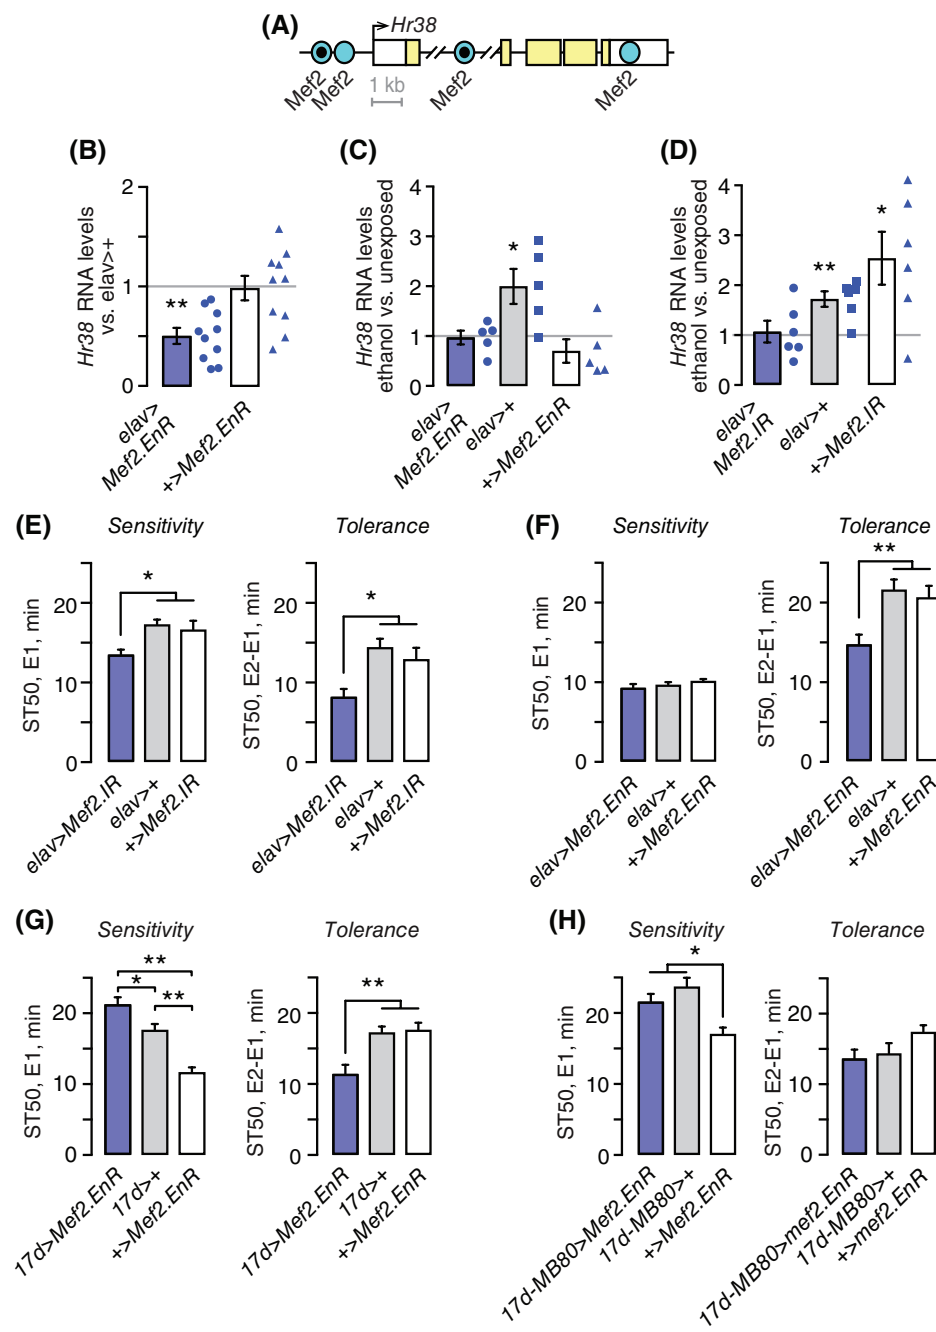 (A)
Hr38
Mef2
Mef2
Mef2
Mef2
1 kb
(B)
Hr38 RNA levels
vs. elav>+
2
1
0
**
elav>
Mef2.EnR
+>Mef2.EnR
(C)
Hr38 RNA levels
ethanol vs. unexposed
4
3
2
1
0
*
elav>
Mef2.EnR
elav>+
+>Mef2.EnR
(D)
Hr38 RNA levels
ethanol vs. unexposed
4
3
2
1
0
**
*
elav>
Mef2.IR
elav>+
+>Mef2.IR
(E)
Sensitivity
ST50, E1, min
20
10
0
*
elav>Mef2.IR
elav>+
+>Mef2.IR
Tolerance
ST50, E2-E1, min
20
10
0
*
elav>Mef2.IR
elav>+
+>Mef2.IR
(F)
Sensitivity
ST50, E1, min
20
10
0
elav>Mef2.EnR
elav>+
+>Mef2.EnR
Tolerance
ST50, E2-E1, min
20
10
0
**
elav>Mef2.EnR
elav>+
+>Mef2.EnR
(G)
Sensitivity
ST50, E1, min
20
10
0
**
*
**
17d>Mef2.EnR
17d>+
+>Mef2.EnR
Tolerance
ST50, E2-E1, min
20
10
0
**
17d>Mef2.EnR
17d>+
+>Mef2.EnR
(H)
Sensitivity
ST50, E1, min
20
10
0
*
17d-MB80>Mef2.EnR
17d-MB80>+
+>Mef2.EnR
Tolerance
ST50, E2-E1, min
20
10
0
17d-MB80>mef2.EnR
17d-MB80>+
+>mef2.EnR